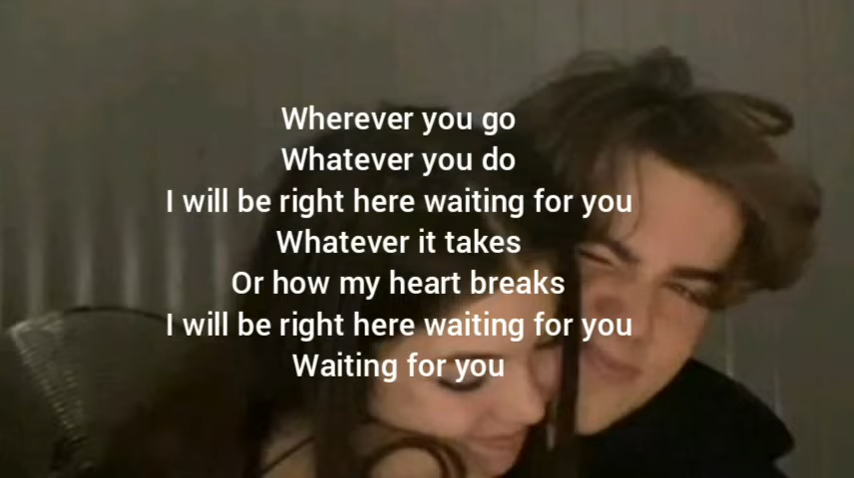 Wherever you go
Whatever you do
I will be right here waiting for you
Whatever it takes
Or how my heart breaks
I will be right here waiting for you
Waiting for you